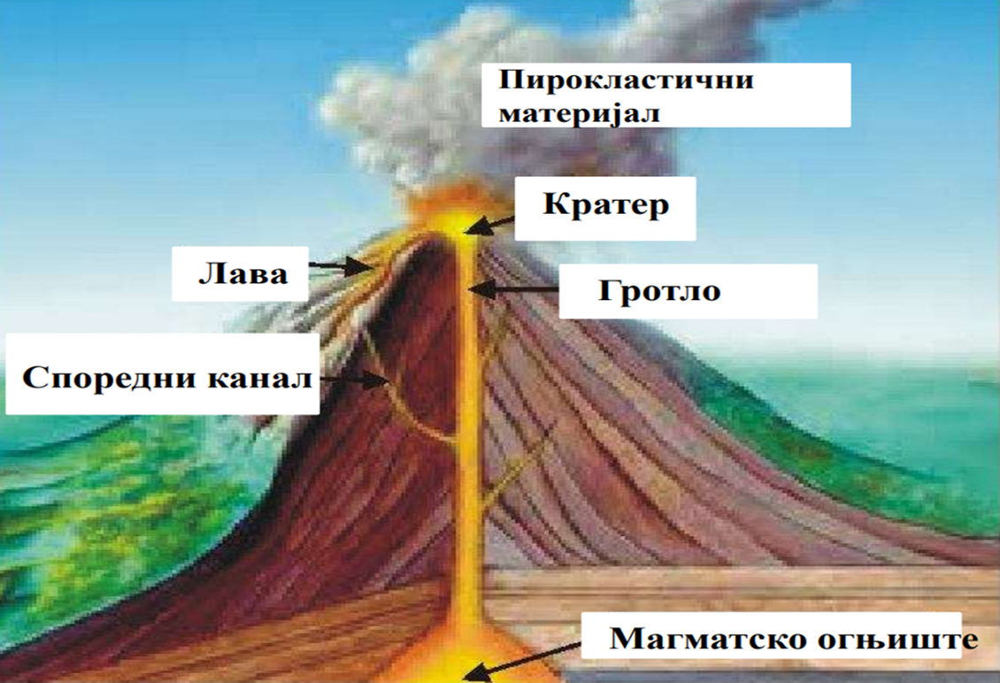 Пирокластични
материјал
Кратер
Лава
Гротло
Споредни канал
Магматско огњиште